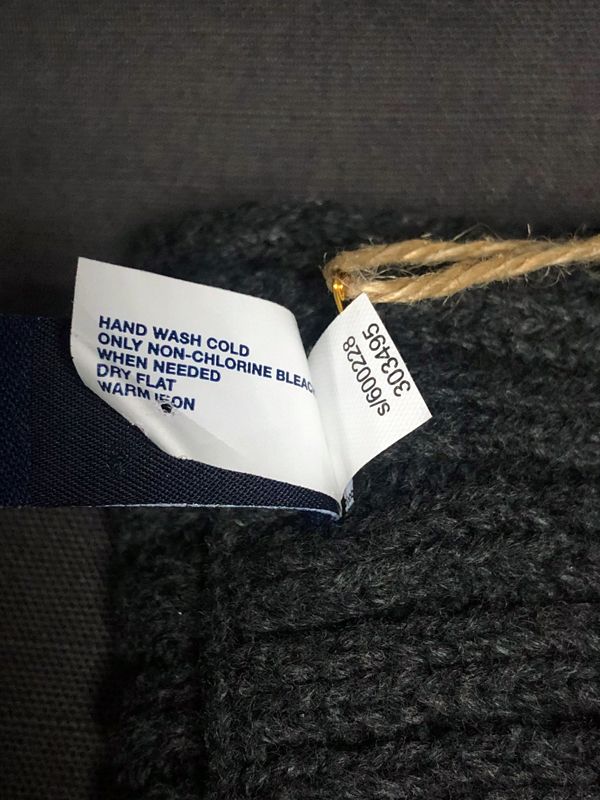 HAND WASH COLD
ONLY NON-CHLORINE BLEACH
WHEN NEEDED
DRY FLAT
WARM IRON
s/600228
303495